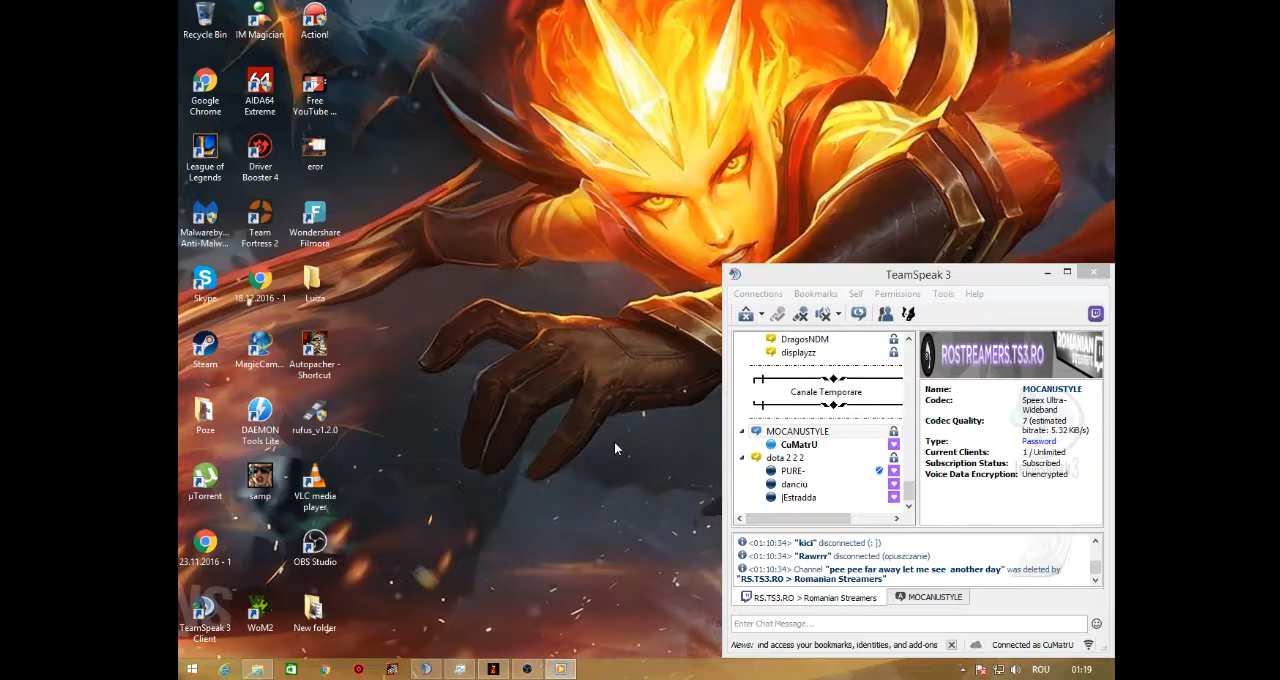 Recycle Bin
IM Magician
Action!
Google
Chrome
AIDA64
Extreme
Free
YouTube ...
League of
Legends
Driver
Booster 4
eror
Malwareby...
Anti-Malw...
Team
Fortress 2
Wondershare
Filmora
Skype
18.12.2016 - 1
Luiza
Steam
MagicCam...
Autopacher -
Shortcut
Poze
DAEMON
Tools Lite
rufus_v1.2.0
µTorrent
samp
VLC media
player
23.11.2016 - 1
OBS Studio
TeamSpeak 3
Client
WoM2
New folder
TeamSpeak 3
Connections Bookmarks Self Permissions Tools Help
DragosNDM
displayzz
Canale Temporare
MOCANUSTYLE
CuMatrU
dota 2 2 2
PURE-
danciu
|Estradda
ROSTREAMERS.TS3.RO
Name: MOCANUSTYLE
Codec: Speex Ultra-
Wideband
Codec Quality: 7 (estimated
bitrate: 5.32 KiB/s)
Type: Password
Current Clients: 1 / Unlimited
Subscription Status: Subscribed
Voice Data Encryption: Unencrypted
<01:10:34> "kici" disconnected (: ])
<01:10:34> "Rawrrr" disconnected (opuszczanie)
<01:10:34> Channel "pee pee far away let me see another day" was deleted by
"RS.TS3.RO > Romanian Streamers"
RS.TS3.RO > Romanian Streamers
MOCANUSTYLE
Enter Chat Message...
News: und access your bookmarks, identities, and add-ons
Connected as CuMatrU
ROU
01:19